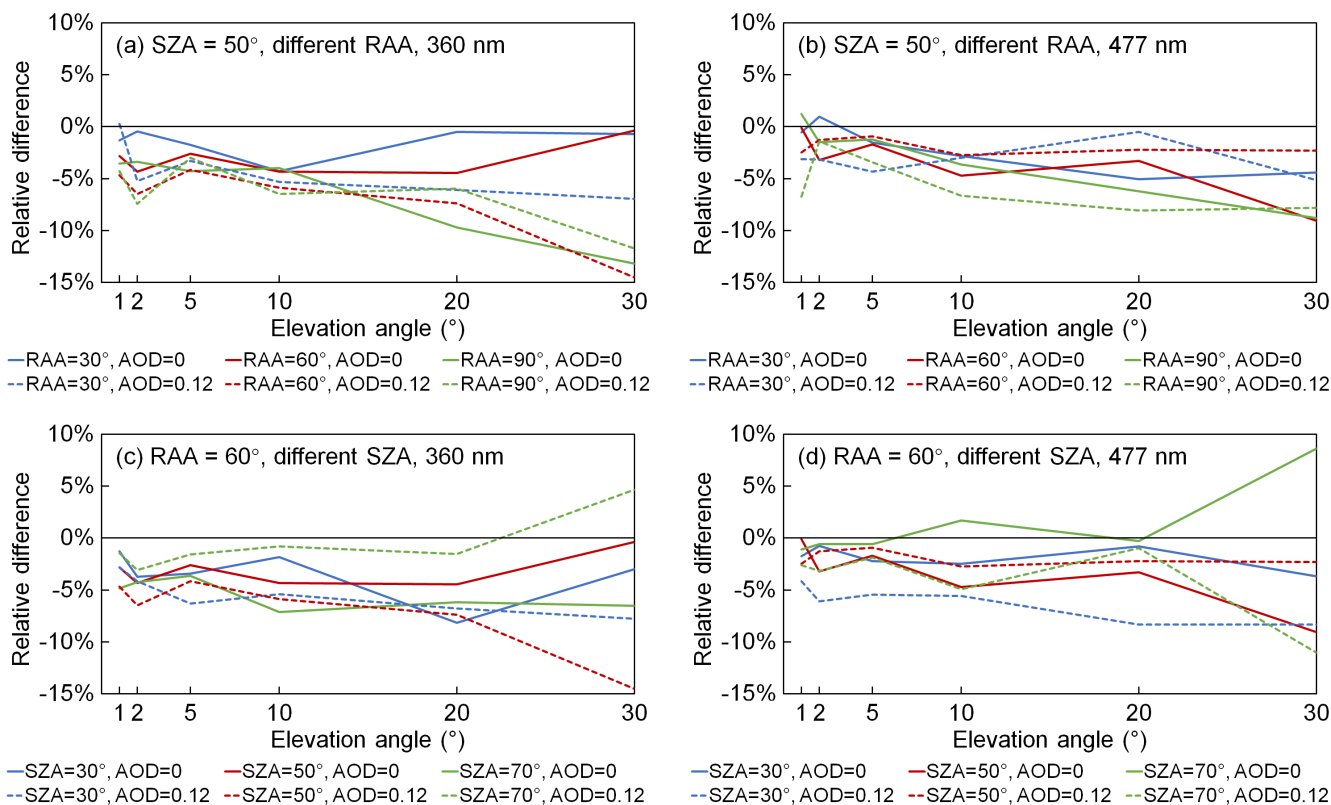 (a) SZA = 50°, different RAA, 360 nm
10%
5%
0%
-5%
-10%
-15%
Relative difference
1 2 5 10 20 30
Elevation angle (°)
RAA=30°, AOD=0 RAA=60°, AOD=0 RAA=90°, AOD=0
RAA=30°, AOD=0.12 RAA=60°, AOD=0.12 RAA=90°, AOD=0.12
(b) SZA = 50°, different RAA, 477 nm
10%
5%
0%
-5%
-10%
-15%
Relative difference
1 2 5 10 20 30
Elevation angle (°)
RAA=30°, AOD=0 RAA=60°, AOD=0 RAA=90°, AOD=0
RAA=30°, AOD=0.12 RAA=60°, AOD=0.12 RAA=90°, AOD=0.12
(c) RAA = 60°, different SZA, 360 nm
10%
5%
0%
-5%
-10%
-15%
Relative difference
1 2 5 10 20 30
Elevation angle (°)
SZA=30°, AOD=0 SZA=50°, AOD=0 SZA=70°, AOD=0
SZA=30°, AOD=0.12 SZA=50°, AOD=0.12 SZA=70°, AOD=0.12
(d) RAA = 60°, different SZA, 477 nm
10%
5%
0%
-5%
-10%
-15%
Relative difference
1 2 5 10 20 30
Elevation angle (°)
SZA=30°, AOD=0 SZA=50°, AOD=0 SZA=70°, AOD=0
SZA=30°, AOD=0.12 SZA=50°, AOD=0.12 SZA=70°, AOD=0.12